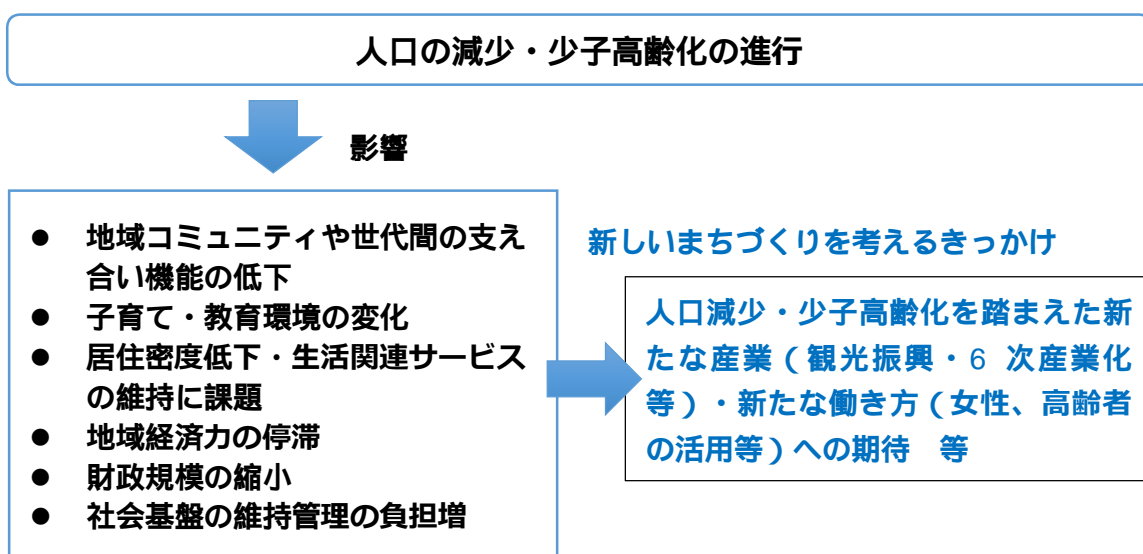 人口の減少・少子高齢化の進行
影響
● 地域コミュニティや世代間の支え
合い機能の低下
● 子育て・教育環境の変化
● 居住密度低下・生活関連サービス
の維持に課題
● 地域経済力の停滞
● 財政規模の縮小
● 社会基盤の維持管理の負担増
新しいまちづくりを考えるきっかけ
人口減少・少子高齢化を踏まえた新
たな産業（観光振興・6 次産業化
等）・新たな働き方（女性、高齢者
の活用等）への期待　等